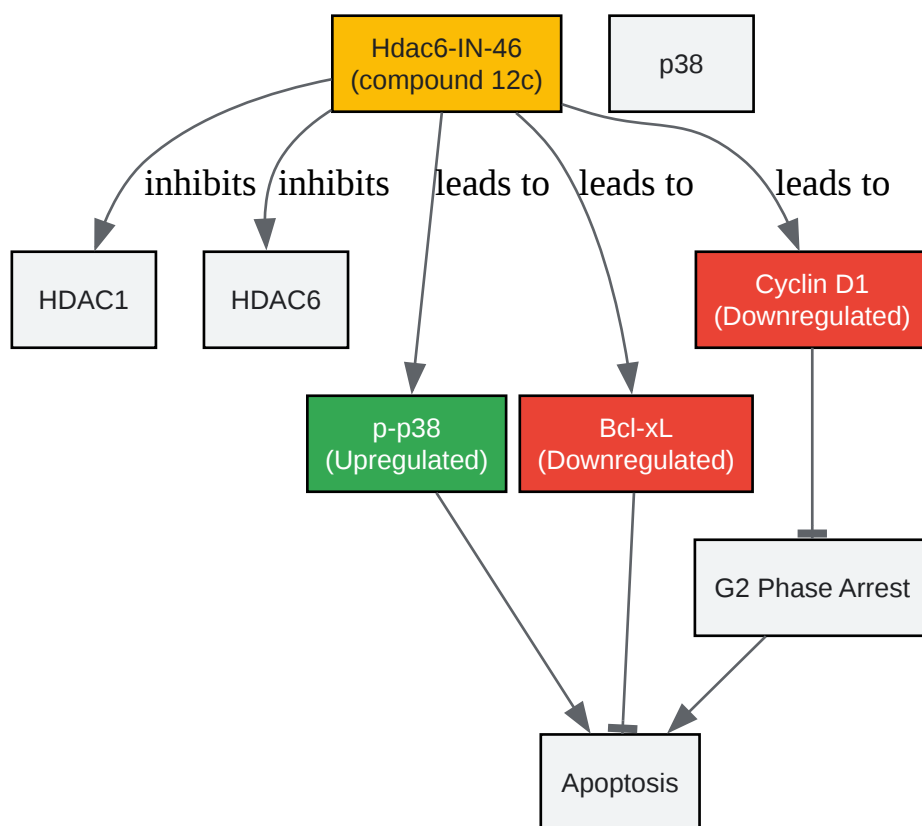 Hdac6-IN-46
(compound 12c)
p38
inhibits
inhibits
leads to
leads to
leads to
HDAC1
HDAC6
Cyclin D1
(Downregulated)
p-p38
(Upregulated)
Bcl-xL
(Downregulated)
G2 Phase Arrest
Apoptosis